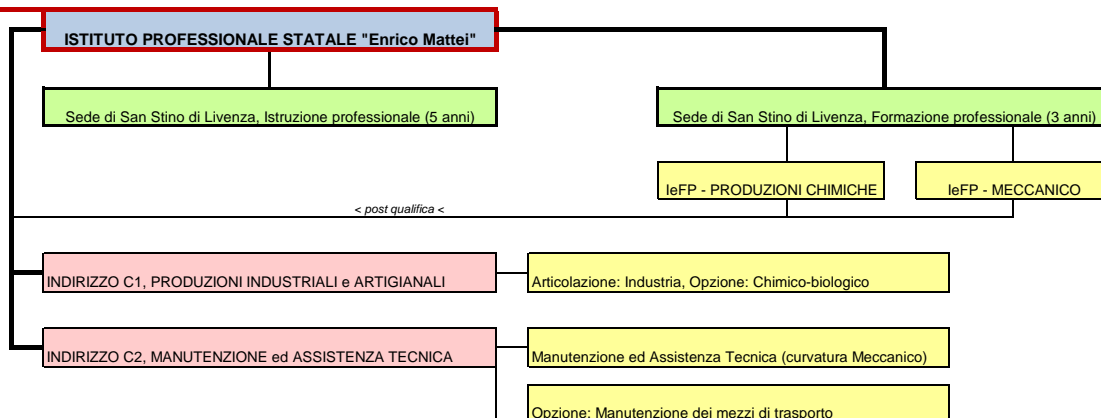 ISTITUTO PROFESSIONALE STATALE "Enrico Mattei"
Sede di San Stino di Livenza, Istruzione professionale (5 anni)
Sede di San Stino di Livenza, Formazione professionale (3 anni)
IeFP - PRODUZIONI CHIMICHE
IeFP - MECCANICO
< post qualifica <
INDIRIZZO C1, PRODUZIONI INDUSTRIALI e ARTIGIANALI
Articolazione: Industria, Opzione: Chimico-biologico
INDIRIZZO C2, MANUTENZIONE ed ASSISTENZA TECNICA
Manutenzione ed Assistenza Tecnica (curvatura Meccanico)
Opzione: Manutenzione dei mezzi di trasporto